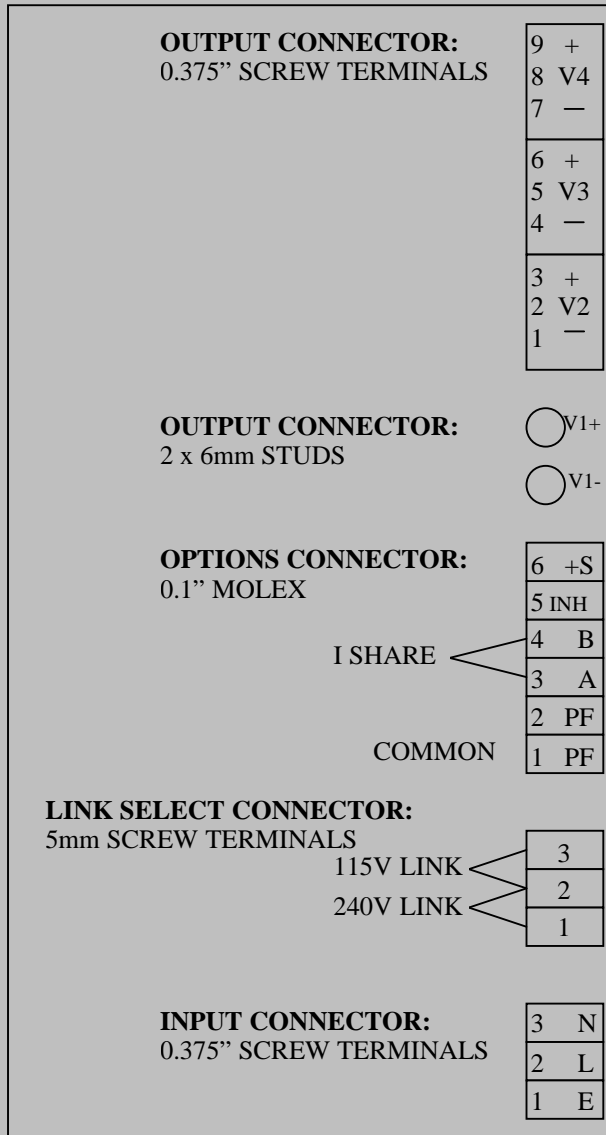 OUTPUT CONNECTOR:
0.375” SCREW TERMINALS
9 +
8 V4
7 —
6 +
5 V3
4 —
3 +
2 V2
1 —
OUTPUT CONNECTOR:
2 x 6mm STUDS
V1+
V1-
OPTIONS CONNECTOR:
0.1” MOLEX
6 +S
5 INH
I SHARE
4 B
3 A
2 PF
COMMON 1 PF
LINK SELECT CONNECTOR:
5mm SCREW TERMINALS
115V LINK
240V LINK
3
2
1
INPUT CONNECTOR:
0.375” SCREW TERMINALS
3 N
2 L
1 E